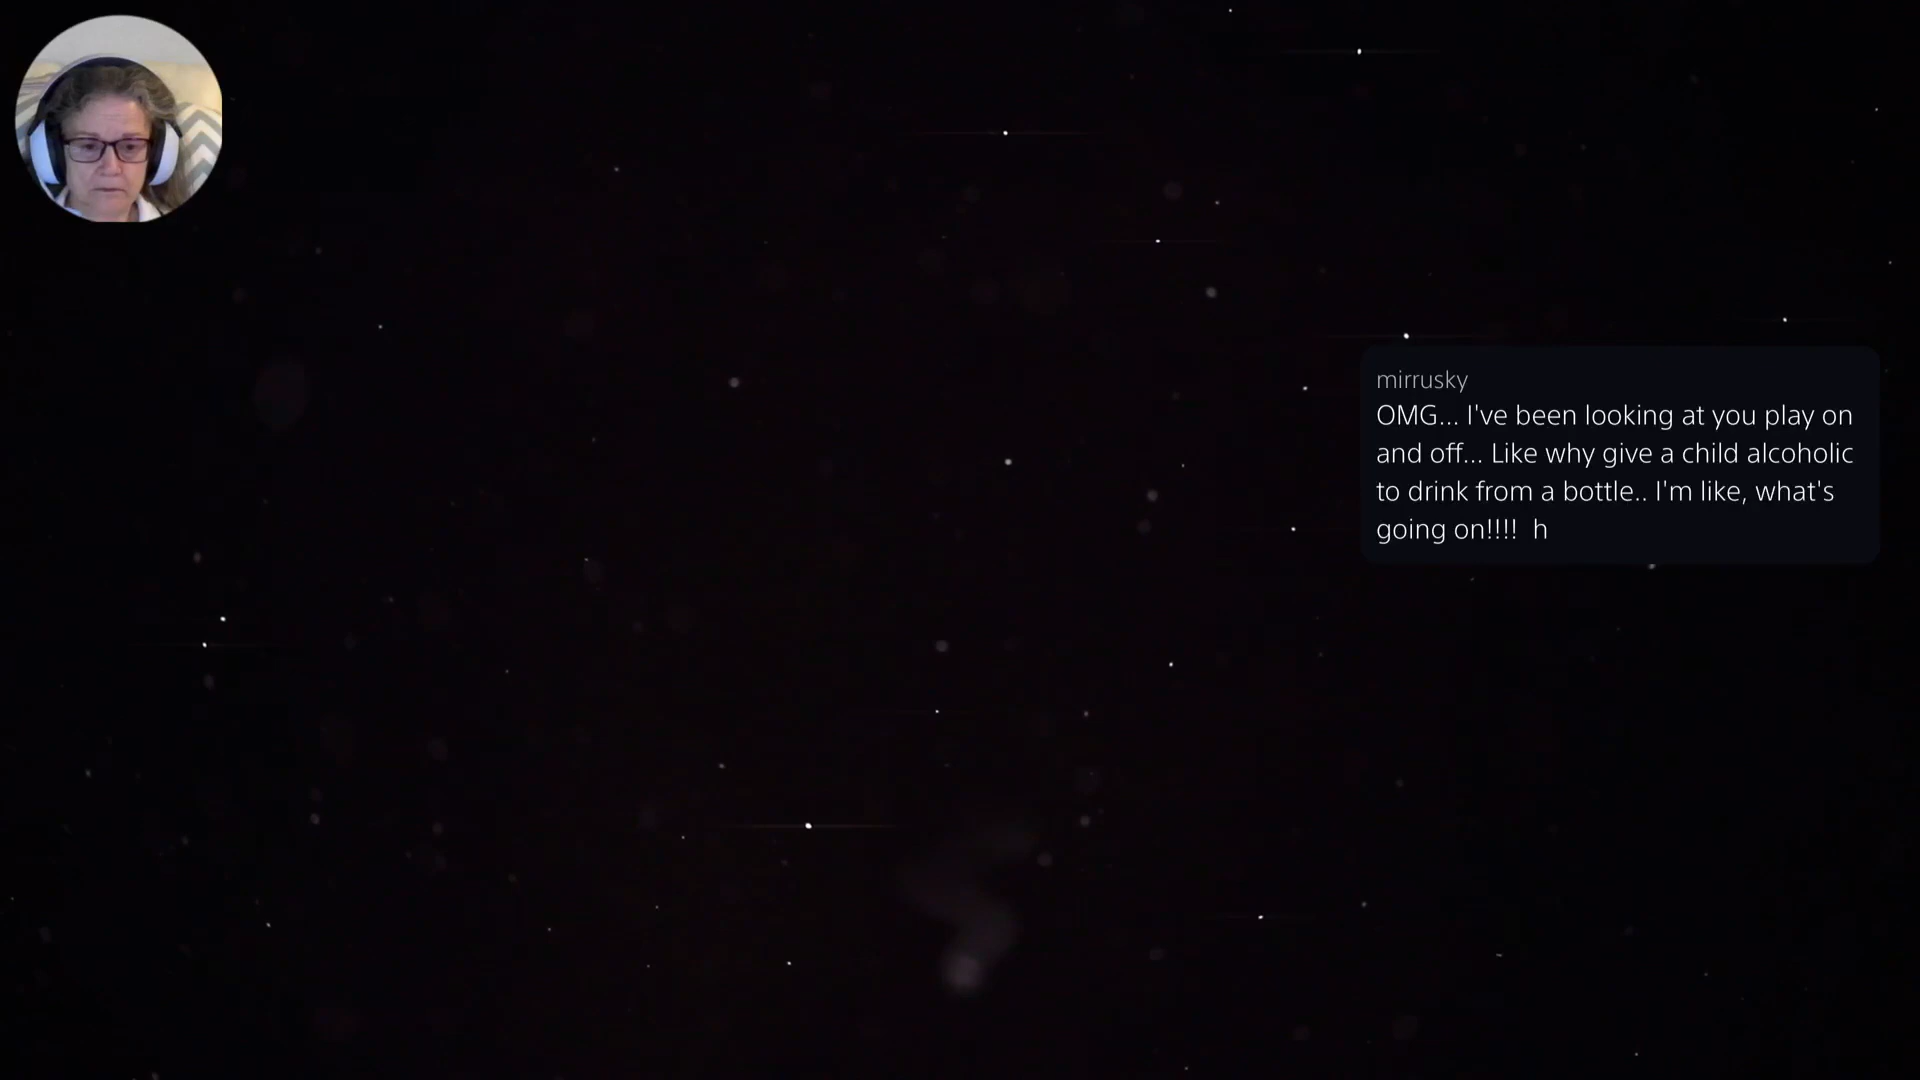 mirrusky
OMG... I've been looking at you play on
and off... Like why give a child alcoholic
to drink from a bottle.. I'm like, what's
going on!!!!  h